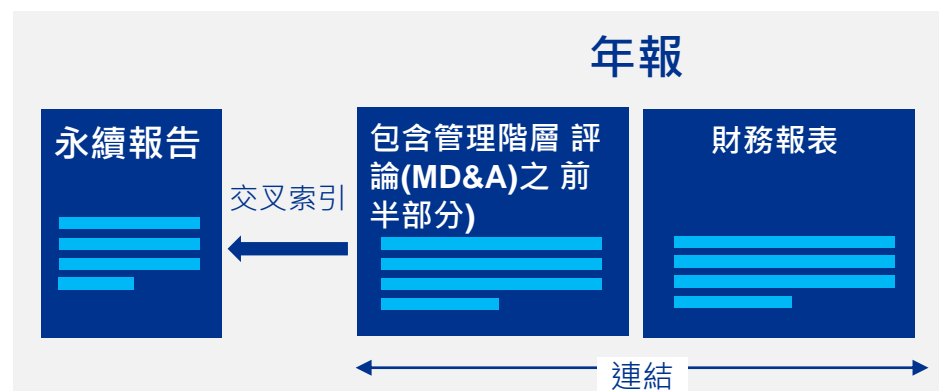 年報
永續報告
交叉索引
包含管理階層 評
論(MD&A)之 前
半部分)
財務報表
連結